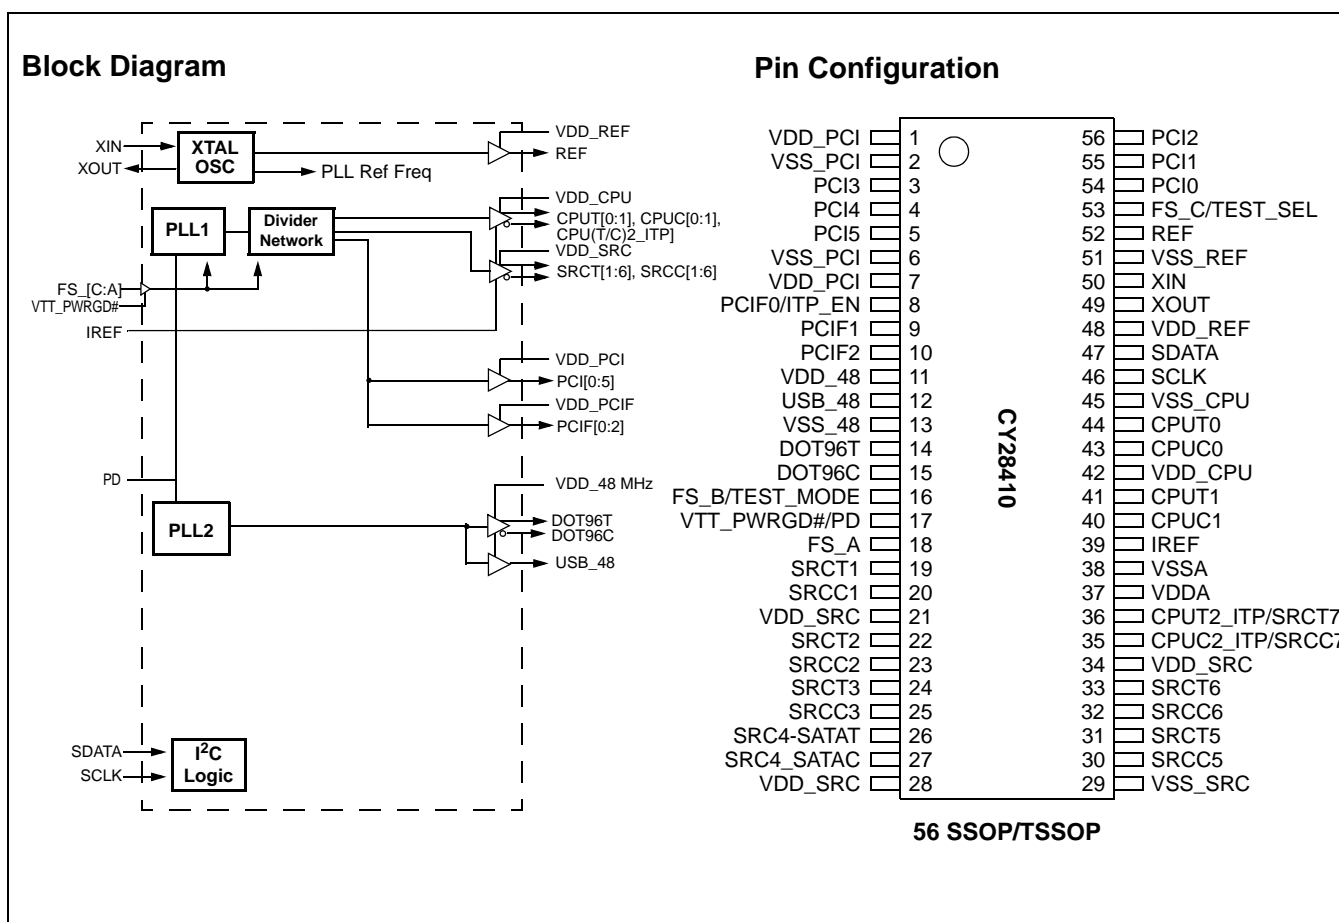 Block Diagram
XIN
XOUT
XTAL
OSC
VDD_REF
REF
PLL Ref Freq
PLL1
Divider
Network
VDD_CPU
CPUT[0:1], CPUC[0:1],
CPU(T/C)2_ITP]
VDD_SRC
SRCT[1:6], SRCC[1:6]
FS_[C:A]
VTT_PWRGD#
IREF
VDD_PCI
PCI[0:5]
VDD_PCIF
PCIF[0:2]
PD
PLL2
VDD_48 MHz
DOT96T
DOT96C
USB_48
SDATA
SCLK
I2C
Logic
Pin Configuration
VDD_PCI 1
VSS_PCI 2
PCI3 3
PCI4 4
PCI5 5
VSS_PCI 6
VDD_PCI 7
PCIF0/ITP_EN 8
PCIF1 9
PCIF2 10
VDD_48 11
USB_48 12
VSS_48 13
DOT96T 14
DOT96C 15
FS_B/TEST_MODE 16
VTT_PWRGD#/PD 17
FS_A 18
SRCT1 19
SRCC1 20
VDD_SRC 21
SRCT2 22
SRCC2 23
SRCT3 24
SRCC3 25
SRC4-SATAT 26
SRC4_SATAC 27
VDD_SRC 28
CY28410
56 PCI2
55 PCI1
54 PCI0
53 FS_C/TEST_SEL
52 REF
51 VSS_REF
50 XIN
49 XOUT
48 VDD_REF
47 SDATA
46 SCLK
45 VSS_CPU
44 CPUT0
43 CPUC0
42 VDD_CPU
41 CPUT1
40 CPUC1
39 IREF
38 VSSA
37 VDDA
36 CPUT2_ITP/SRCT7
35 CPUC2_ITP/SRCC7
34 VDD_SRC
33 SRCT6
32 SRCC6
31 SRCT5
30 SRCC5
29 VSS_SRC
56 SSOP/TSSOP